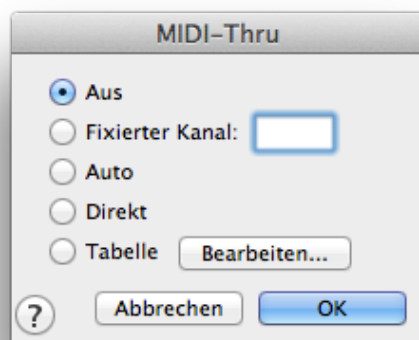 MIDI-Thru
Aus
Fixierter Kanal:
Auto
Direkt
Tabelle Bearbeiten...
? Abbrechen OK